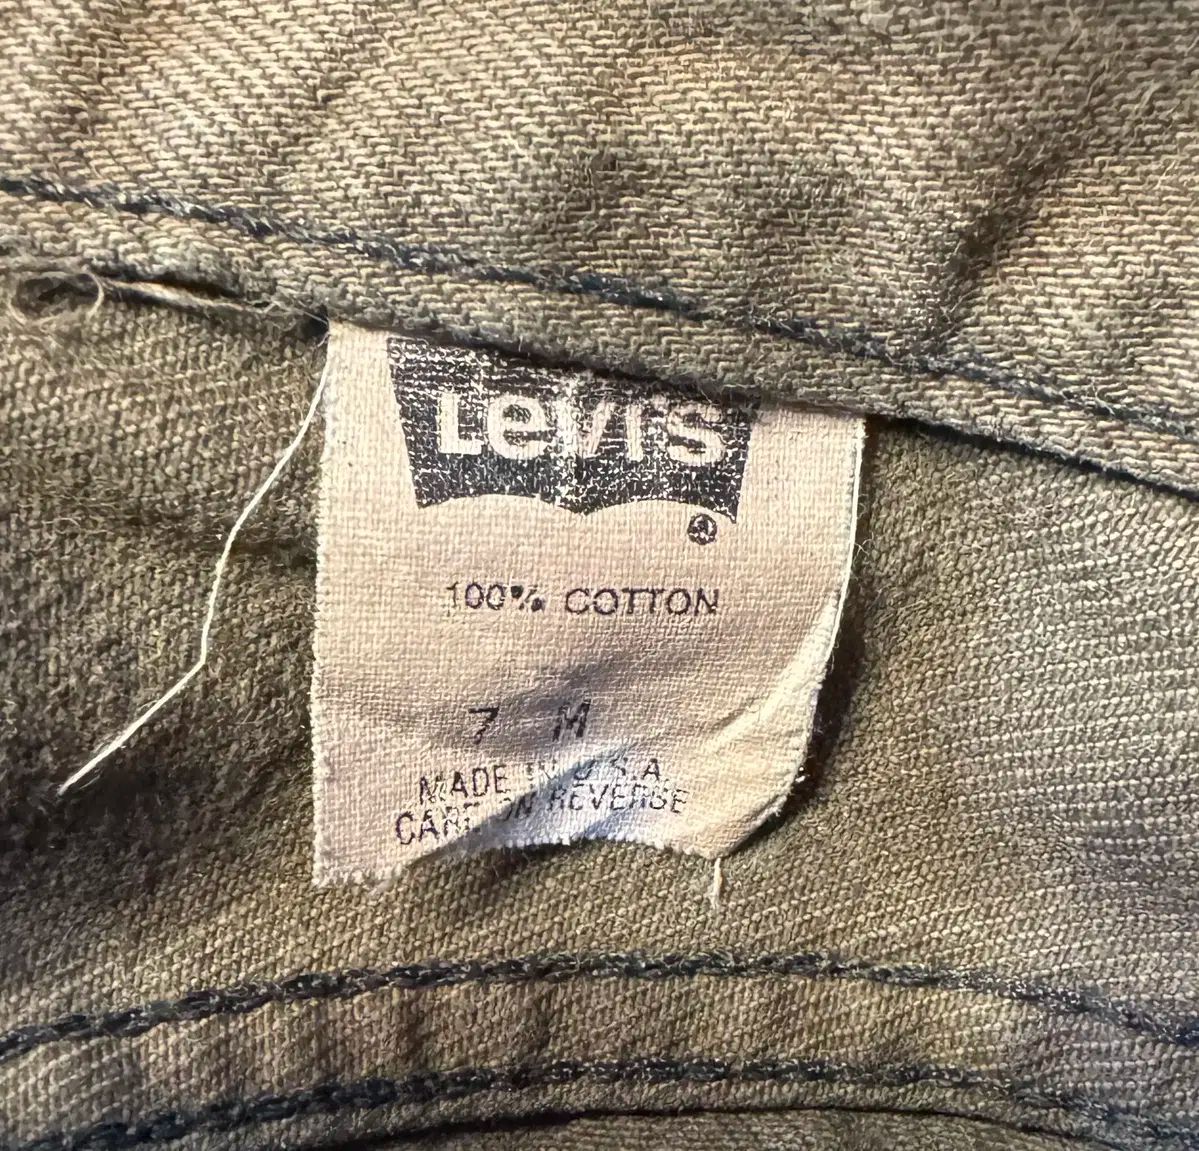 Levi's
®
100% COTTON
7 M
MADE IN U.S.A
CARE ON REVERSE